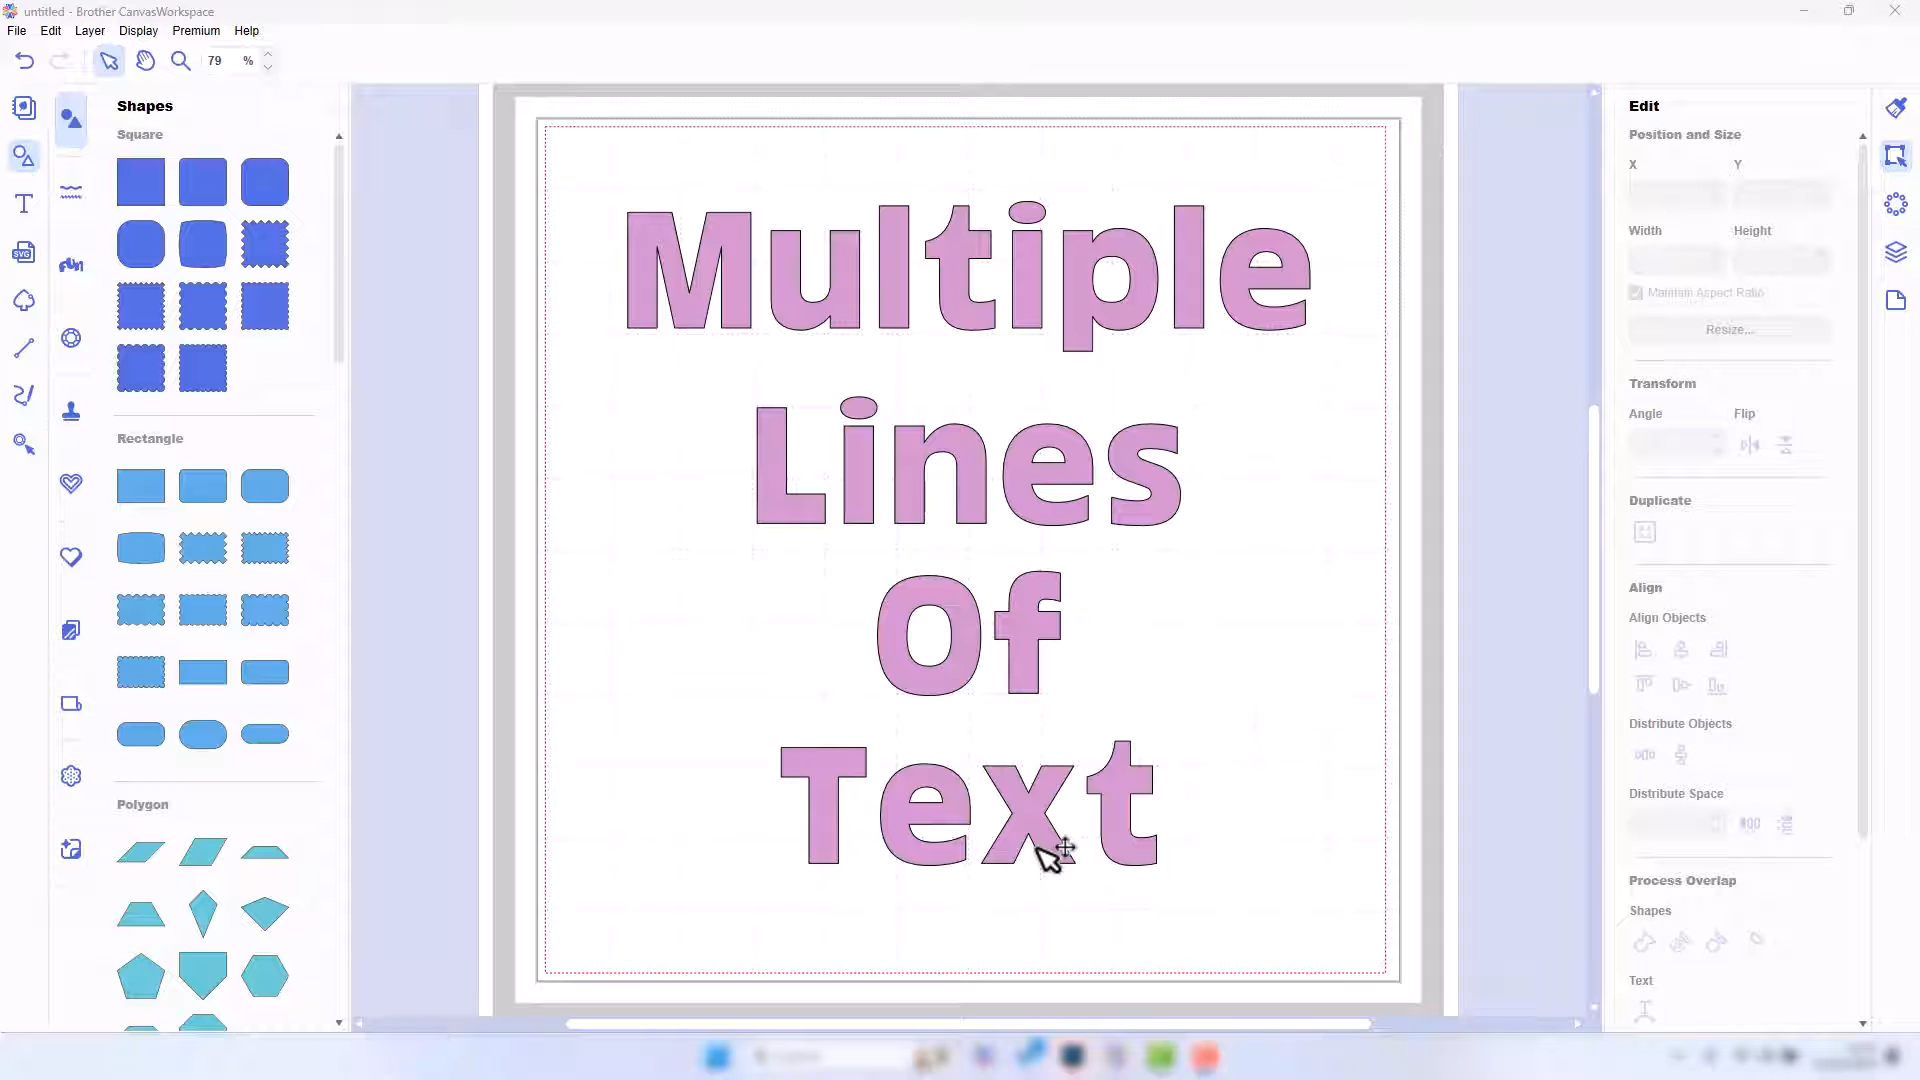 untitled - Brother CanvasWorkspace
File Edit Layer Display Premium Help
79 %
Shapes
Square
Rectangle
Polygon
SVG
fun
Multiple
Lines
Of
Text
Edit
Position and Size
X Y
Width Height
Maintain Aspect Ratio
Resize...
Transform
Angle Flip
Duplicate
Align
Align Objects
Distribute Objects
Distribute Space
Process Overlap
Shapes
Text